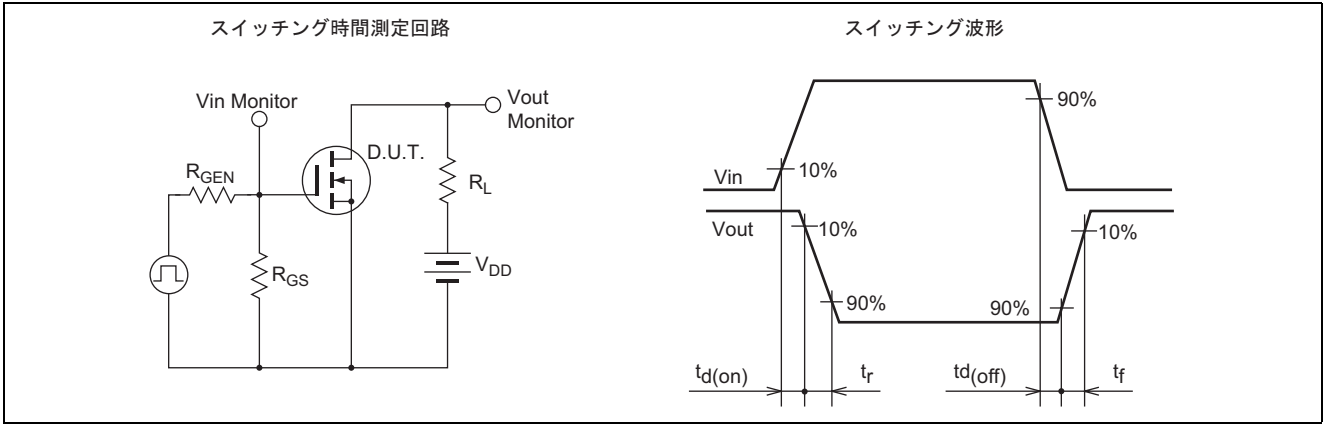 スイッチング時間測定回路
Vin Monitor
Vout
Monitor
D.U.T.
RGEN
RL
RGS
VDD
スイッチング波形
90%
10%
Vin
Vout
10%
10%
90%
90%
td(on)
tr
td(off)
tf